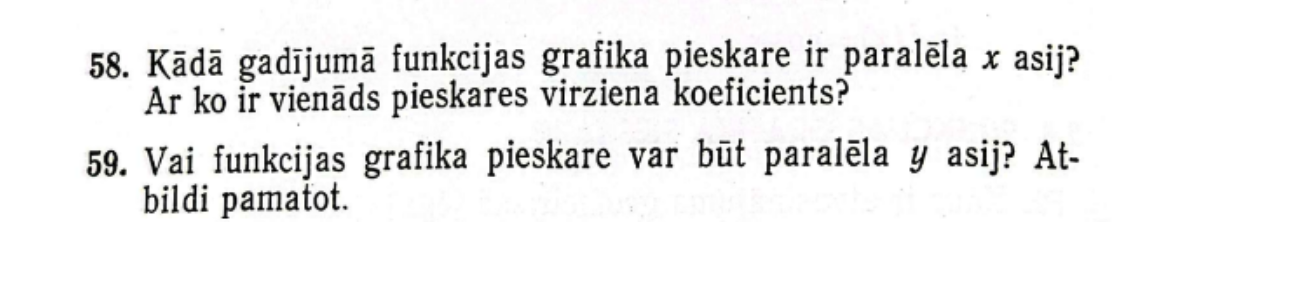 58. Kādā gadījumā funkcijas grafika pieskare ir paralēla x asij?
Ar ko ir vienāds pieskares virziena koeficients?
59. Vai funkcijas grafika pieskare var būt paralēla y asij? At-
bildi pamatot.